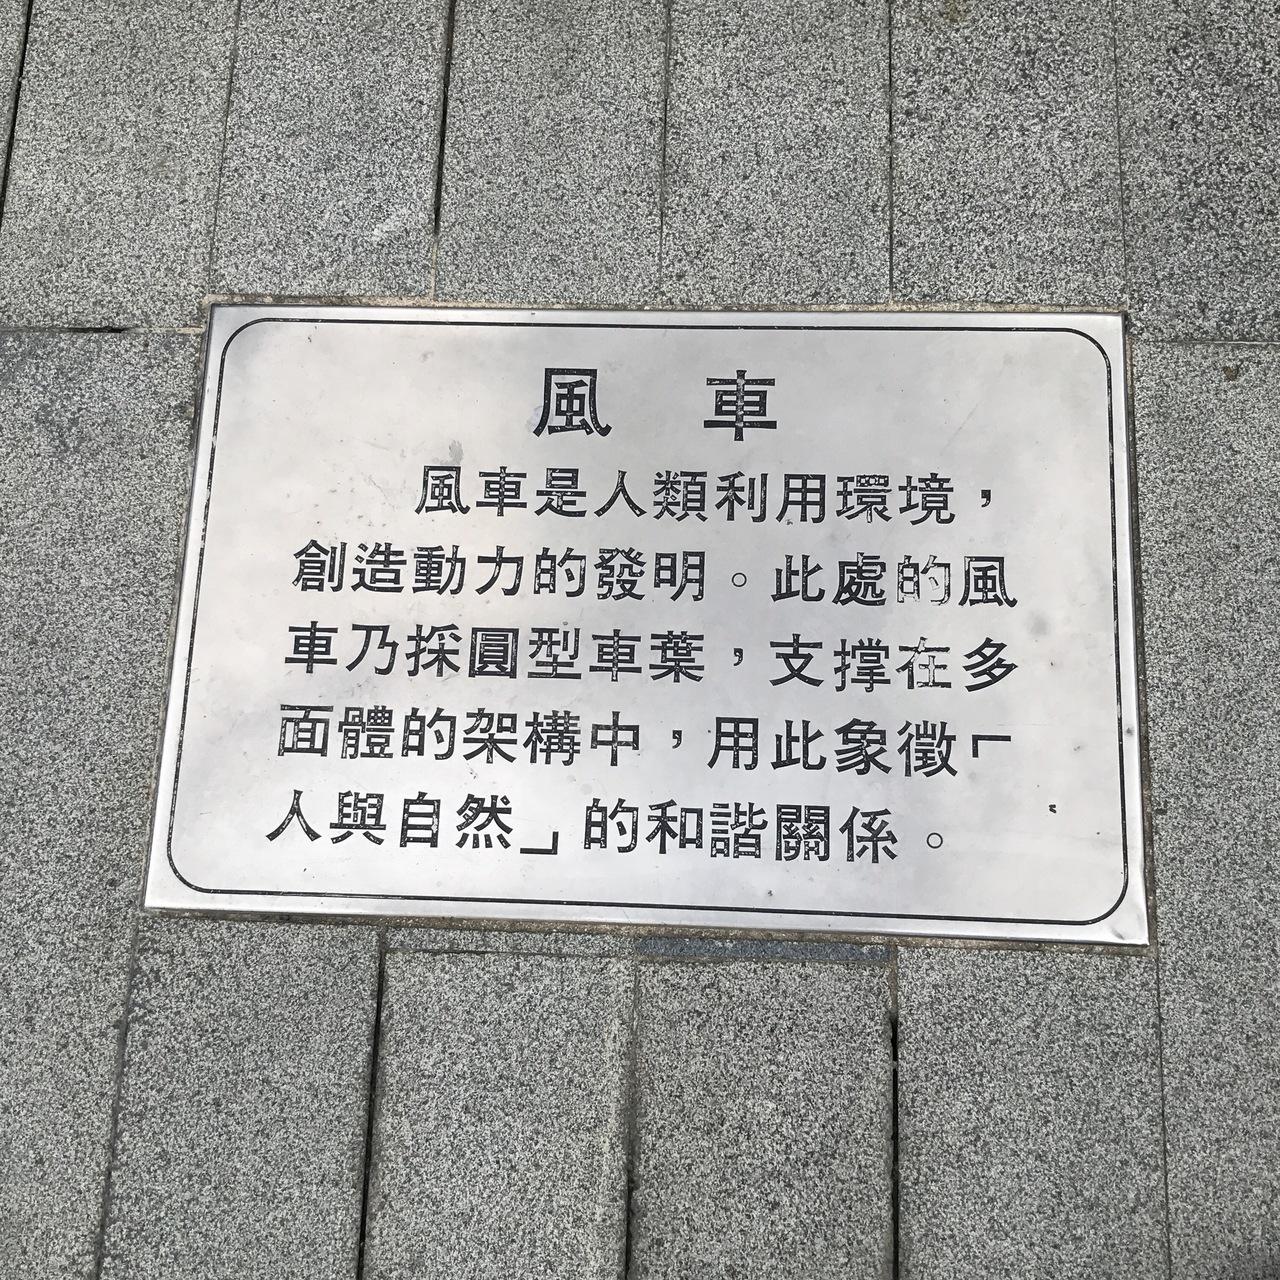 風 車
風車是人類利用環境，
創造動力的發明。此處的風
車乃採圓型車葉，支撐在多
面體的架構中，用此象徵「
人與自然」的和諧關係。